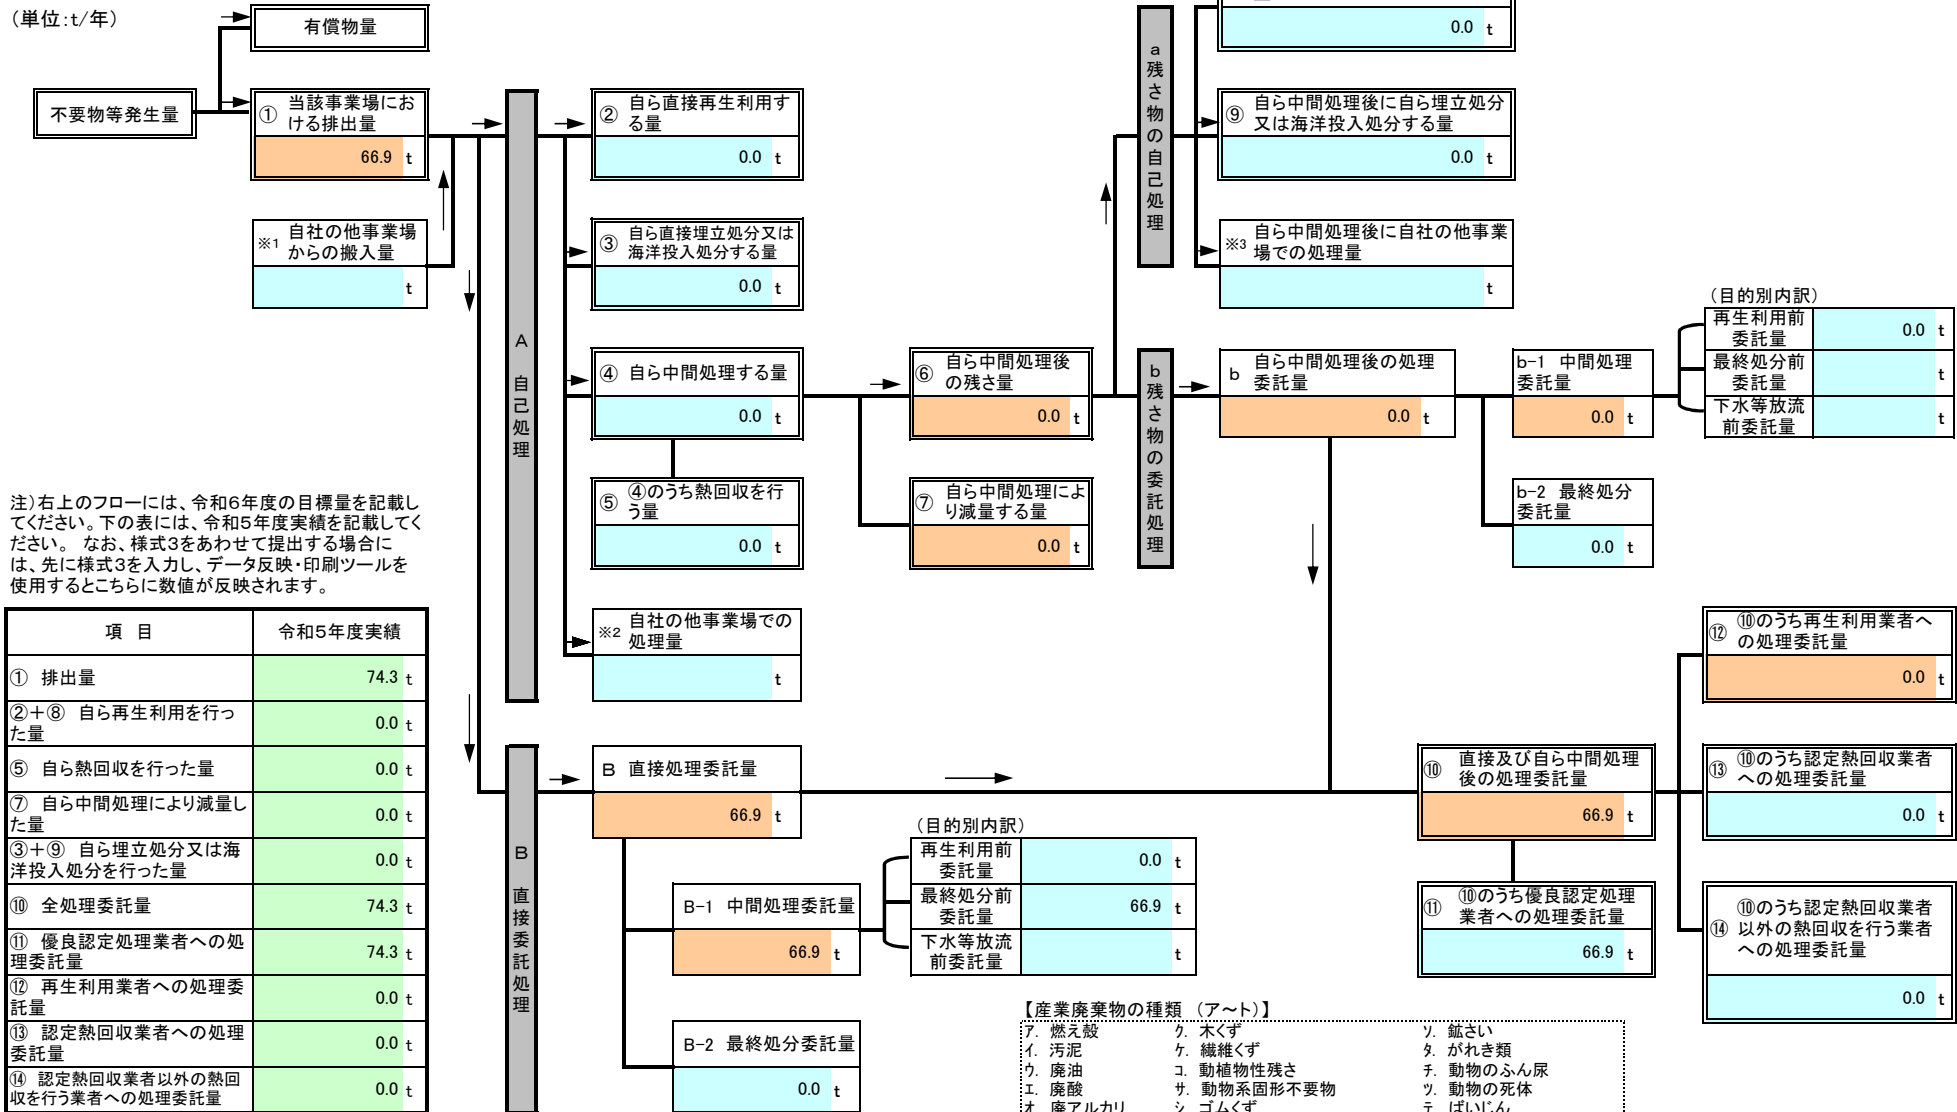 (単位:t/年)
有償物量
不要物等発生量
① 当該事業場にお
ける排出量
66.9 t
※1 自社の他事業場
からの搬入量
t
A 自己処理
② 自ら直接再生利用す
る量
0.0 t
③ 自ら直接埋立処分又は
海洋投入処分する量
0.0 t
④ 自ら中間処理する量
0.0 t
⑤ ④のうち熱回収を行
う量
0.0 t
※2 自社の他事業場での
処理量
t
⑥ 自ら中間処理後
の残さ量
0.0 t
⑦ 自ら中間処理によ
り減量する量
0.0 t
a 残さ物の自己処理
0.0 t
⑨ 自ら中間処理後に自ら埋立処分
又は海洋投入処分する量
0.0 t
※3 自ら中間処理後に自社の他事業
場での処理量
t
b 残さ物の委託処理
b 自ら中間処理後の処理
委託量
0.0 t
b-1 中間処理
委託量
0.0 t
(目的別内訳)
再生利用前
委託量
0.0 t
最終処分前
委託量
t
下水等放流
前委託量
t
b-2 最終処分
委託量
0.0 t
注)右上のフローには、令和6年度の目標量を記載し
てください。下の表には、令和5年度実績を記載してく
ださい。 なお、様式3をあわせて提出する場合に
は、先に様式3を入力し、データ反映・印刷ツールを
使用するとこちらに数値が反映されます。
項 目 令和5年度実績
① 排出量 74.3 t
②+⑧ 自ら再生利用を行っ
た量
0.0 t
⑤ 自ら熱回収を行った量 0.0 t
⑦ 自ら中間処理により減量し
た量
0.0 t
③+⑨ 自ら埋立処分又は海
洋投入処分を行った量
0.0 t
⑩ 全処理委託量 74.3 t
⑪ 優良認定処理業者への処
理委託量
74.3 t
⑫ 再生利用業者への処理委
託量
0.0 t
⑬ 認定熱回収業者への処理
委託量
0.0 t
⑭ 認定熱回収業者以外の熱回
収を行う業者への処理委託量
0.0 t
B 直接委託処理
B 直接処理委託量
66.9 t
B-1 中間処理委託量
66.9 t
(目的別内訳)
再生利用前
委託量
0.0 t
最終処分前
委託量
66.9 t
下水等放流
前委託量
t
B-2 最終処分委託量
0.0 t
⑩ 直接及び自ら中間処理
後の処理委託量
66.9 t
⑪ ⑩のうち優良認定処理
業者への処理委託量
66.9 t
⑫ ⑩のうち再生利用業者へ
の処理委託量
0.0 t
⑬ ⑩のうち認定熱回収業者
への処理委託量
0.0 t
⑭ ⑩のうち認定熱回収業者
以外の熱回収を行う業者
への処理委託量
0.0 t
【産業廃棄物の種類 (ア~ト)】
ア. 燃え殻 ク. 木くず ソ. 鉱さい
イ. 汚泥 ケ. 繊維くず タ. がれき類
ウ. 廃油 コ. 動植物性残さ チ. 動物のふん尿
エ. 廃酸 サ. 動物系固形不要物 ツ. 動物の死体
オ. 廃アルカリ シ. ゴムくず テ. ばいじん